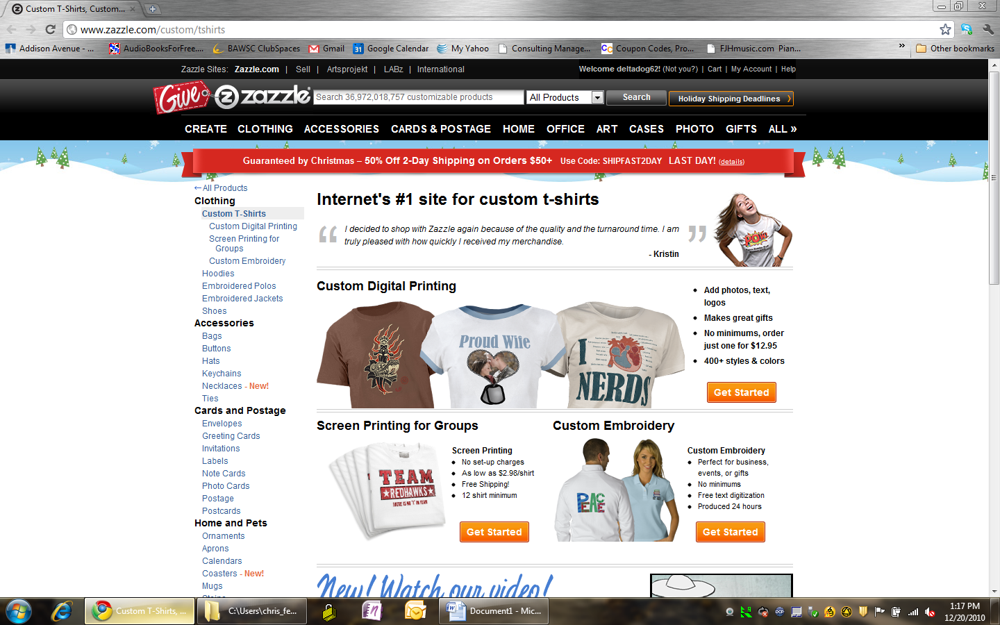 Custom T-Shirts, Custom...
www.zazzle.com/custom/tshirts
Addison Avenue - ... AudioBooksForFree.... BAWSC ClubSpaces Gmail 31 Google Calendar My Yahoo Consulting Manage... Coupon Codes, Pro... FJHmusic.com Pian... » Other bookmarks
Zazzle Sites: Zazzle.com | Sell | Artsprojekt | LABz | International Welcome deltadog62! (Not you?) | Cart | My Account | Help
Give zazzle Search 36,972,018,757 customizable products All Products Search Holiday Shipping Deadlines
CREATE CLOTHING ACCESSORIES CARDS & POSTAGE HOME OFFICE ART CASES PHOTO GIFTS ALL »
Guaranteed by Christmas – 50% Off 2-Day Shipping on Orders $50+ Use Code: SHIPFAST2DAY LAST DAY! (details)
←All Products
Clothing
Custom T-Shirts
Custom Digital Printing
Screen Printing for
Groups
Custom Embroidery
Hoodies
Embroidered Polos
Embroidered Jackets
Shoes
Accessories
Bags
Buttons
Hats
Keychains
Necklaces - New!
Ties
Cards and Postage
Envelopes
Greeting Cards
Invitations
Labels
Note Cards
Photo Cards
Postage
Postcards
Home and Pets
Ornaments
Aprons
Calendars
Coasters - New!
Mugs
Internet's #1 site for custom t-shirts
“ I decided to shop with Zazzle again because of the quality and the turnaround time. I am ”
truly pleased with how quickly I received my merchandise.
- Kristin
POW
Custom Digital Printing
Proud Wife
I
NERDS
• Add photos, text,
logos
• Makes great gifts
• No minimums, order
just one for $12.95
• 400+ styles & colors
Get Started
Screen Printing for Groups
TEAM
REDHAWKS
THERE IS NO "I" IN TEAM
Screen Printing
• No set-up charges
• As low as $2.98/shirt
• Free Shipping!
• 12 shirt minimum
Get Started
Custom Embroidery
PEACE
Custom Embroidery
• Perfect for business,
events, or gifts
• No minimums
• Free text digitization
• Produced 24 hours
Get Started
New! Watch our video!
Custom T-Shirts, ... C:\Users\chris_fe... Document1 - Mic... 1:17 PM
12/20/2010